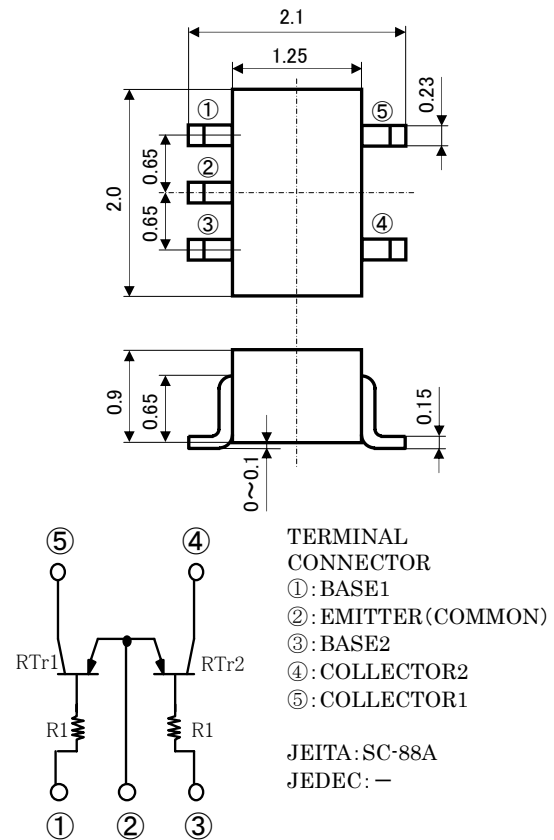 2.1
1.25
① ⑤
0.23
0.65
②
2.0
0.65
③ ④
0.9
0.65
0.15
0～0.1
⑤ ④
RTr1 RTr2
R1 R1
① ② ③
TERMINAL
CONNECTOR
①:BASE1
②:EMITTER(COMMON)
③:BASE2
④:COLLECTOR2
⑤:COLLECTOR1
JEITA:SC-88A
JEDEC:－